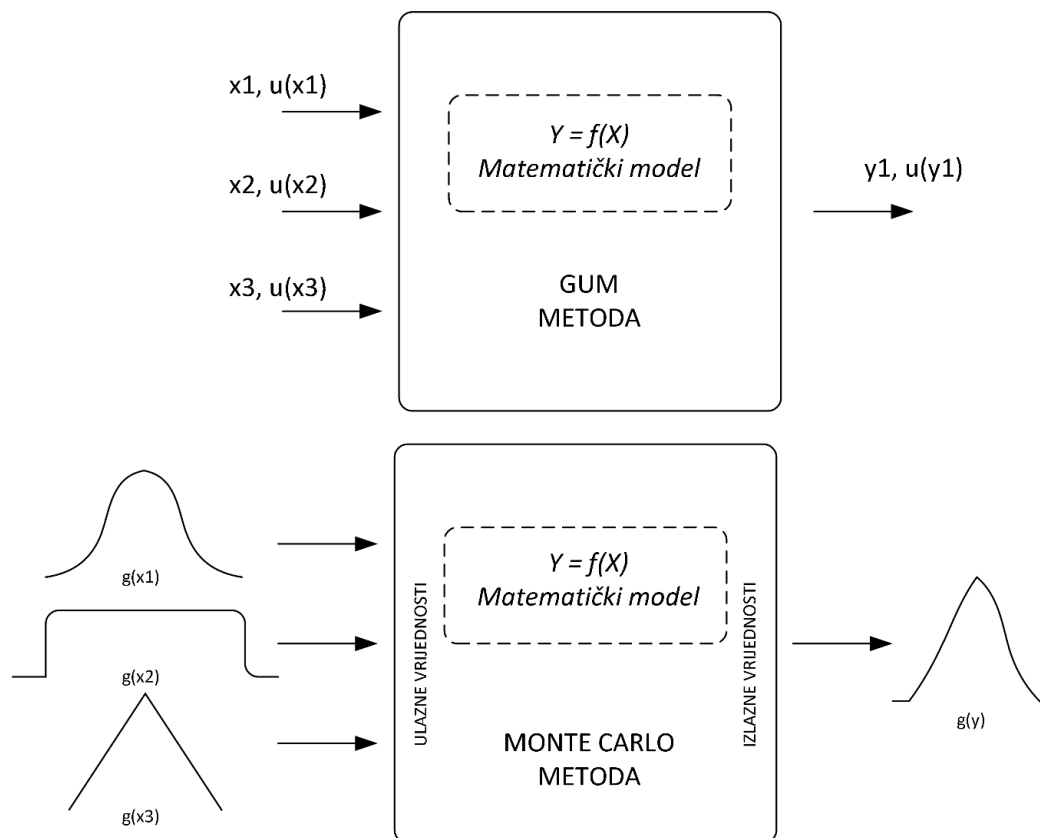 x1, u(x1)
x2, u(x2)
x3, u(x3)
Y = f(X)
Matematički model
GUM
METODA
y1, u(y1)
g(x1)
g(x2)
g(x3)
ULAZNE VRIJEDNOSTI
Y = f(X)
Matematički model
MONTE CARLO
METODA
IZLAZNE VRIJEDNOSTI
g(y)